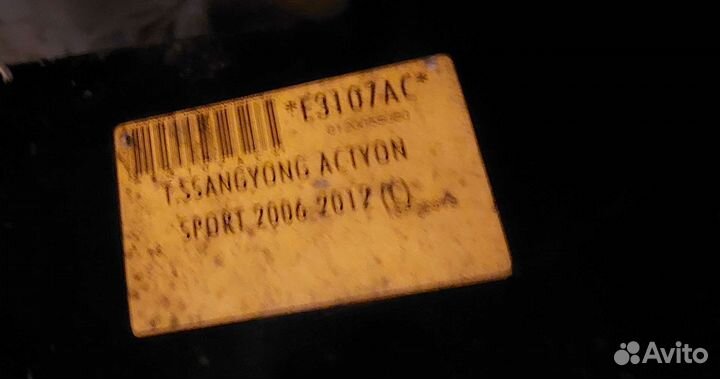 *E3107AC*
T.SSANGYONG ACTYON
SPORT 2006-2012 (
Avito